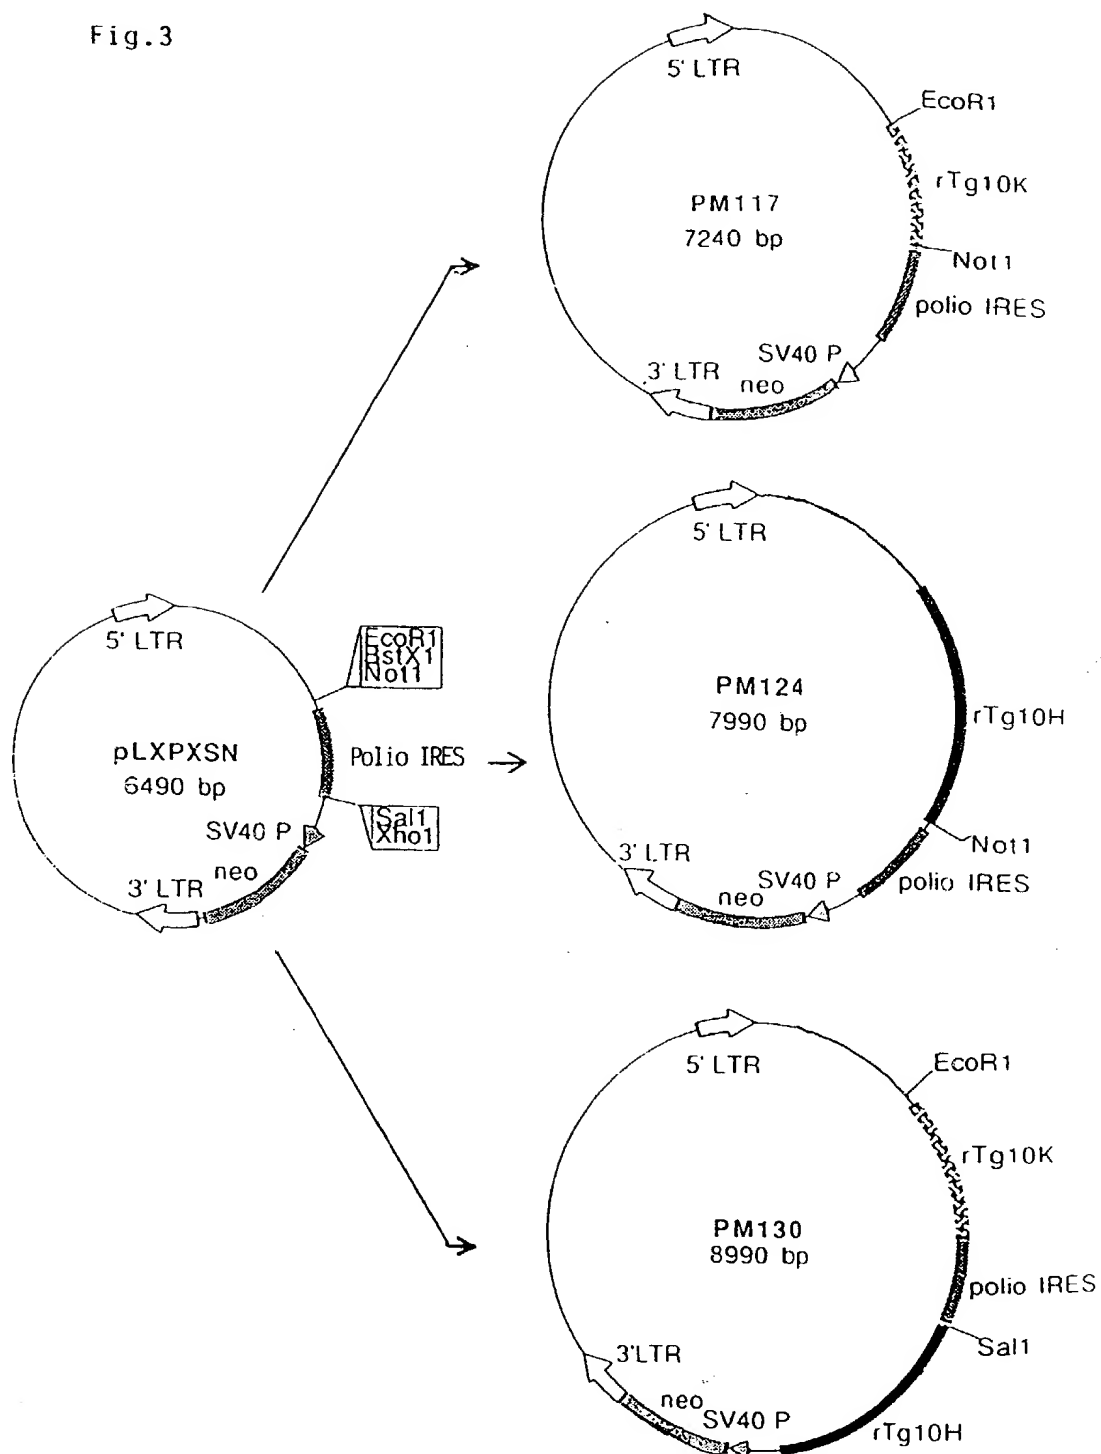 Fig.3
5' LTR
EcoR1
rTg10K
PM117
7240 bp
Not1
polio IRES
SV40 P
3' LTR
neo
5' LTR
PM124
7990 bp
rTg10H
Not1
polio IRES
SV40 P
neo
3' LTR
5' LTR
EcoR1
BstX1
Not1
pLXPXSN
6490 bp
Polio IRES
Sal1
Xho1
SV40 P
neo
3' LTR
5' LTR
EcoR1
rTg10K
PM130
8990 bp
polio IRES
Sal1
3'LTR
neo
SV40 P
rTg10H